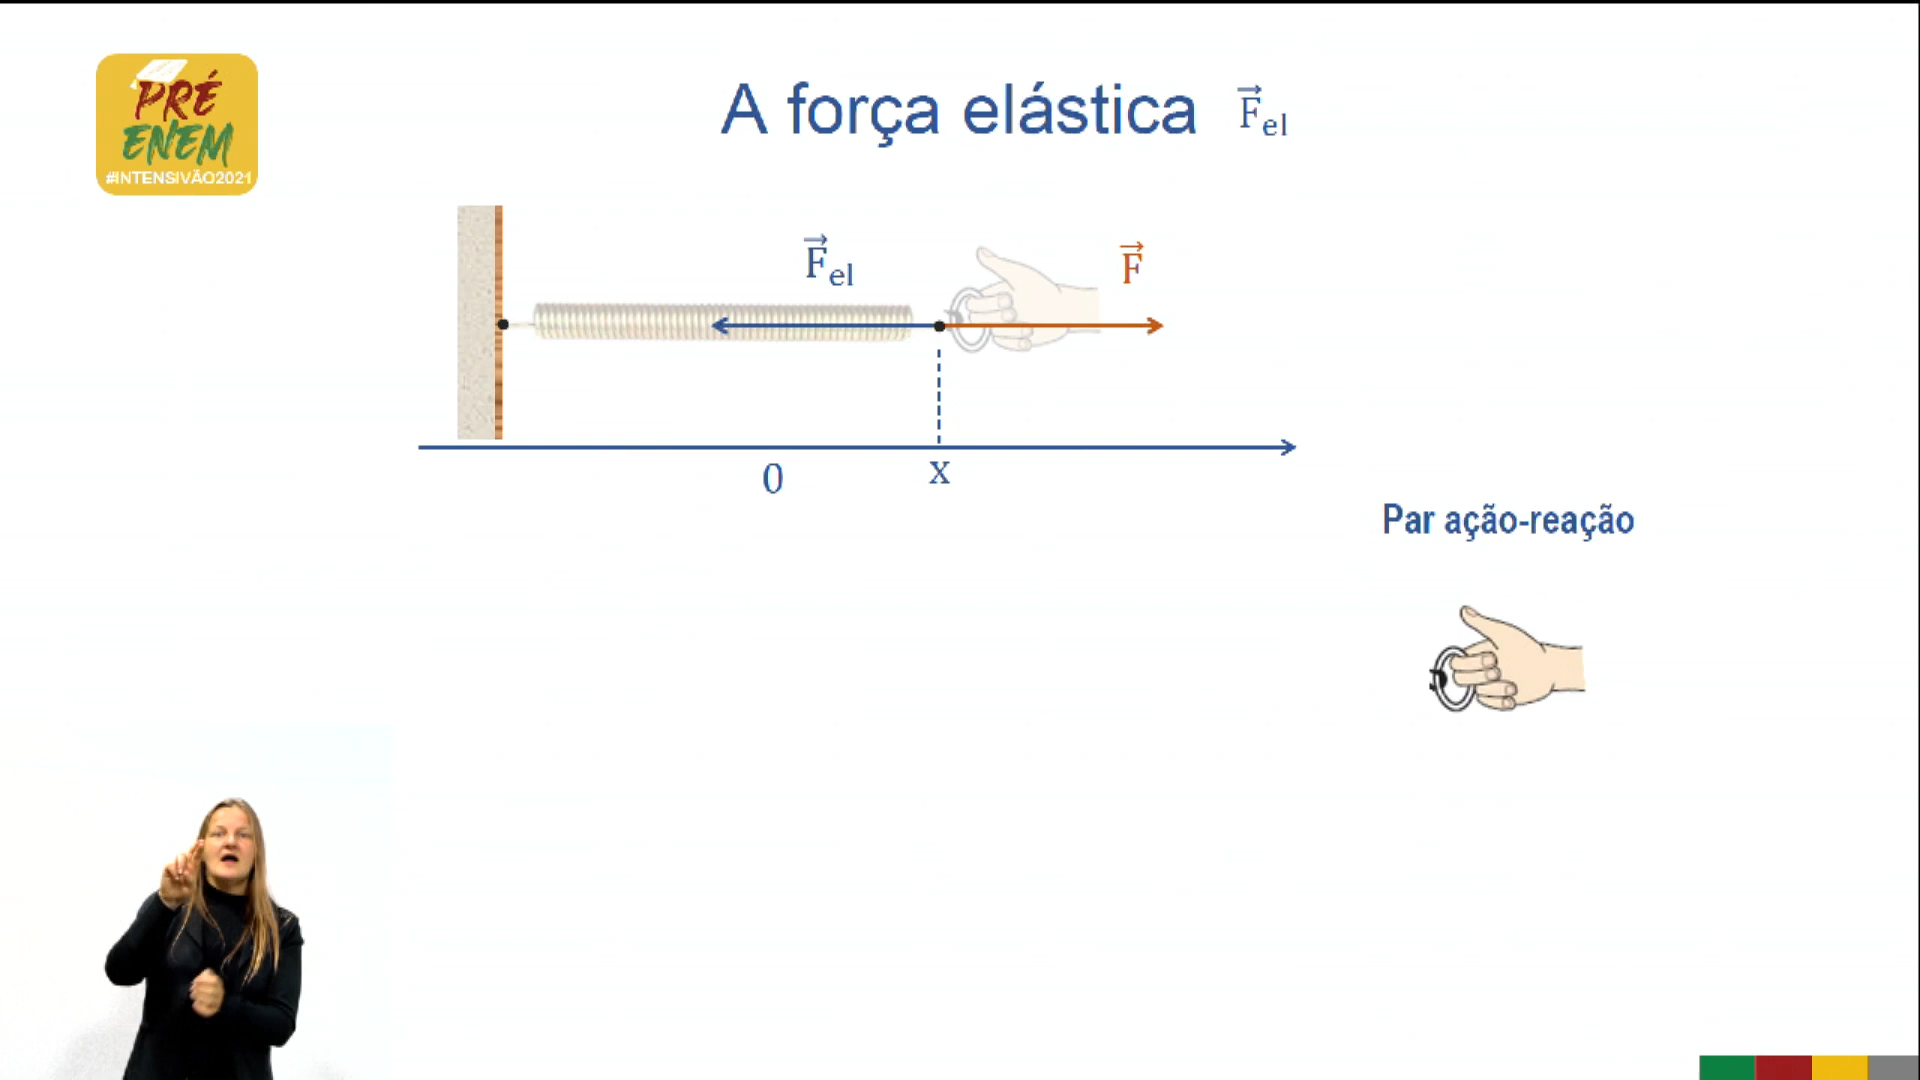 PRÉ
ENEM
#INTENSIVÃO2021
A força elástica F⃗el
F⃗el
F⃗
0
x
Par ação-reação